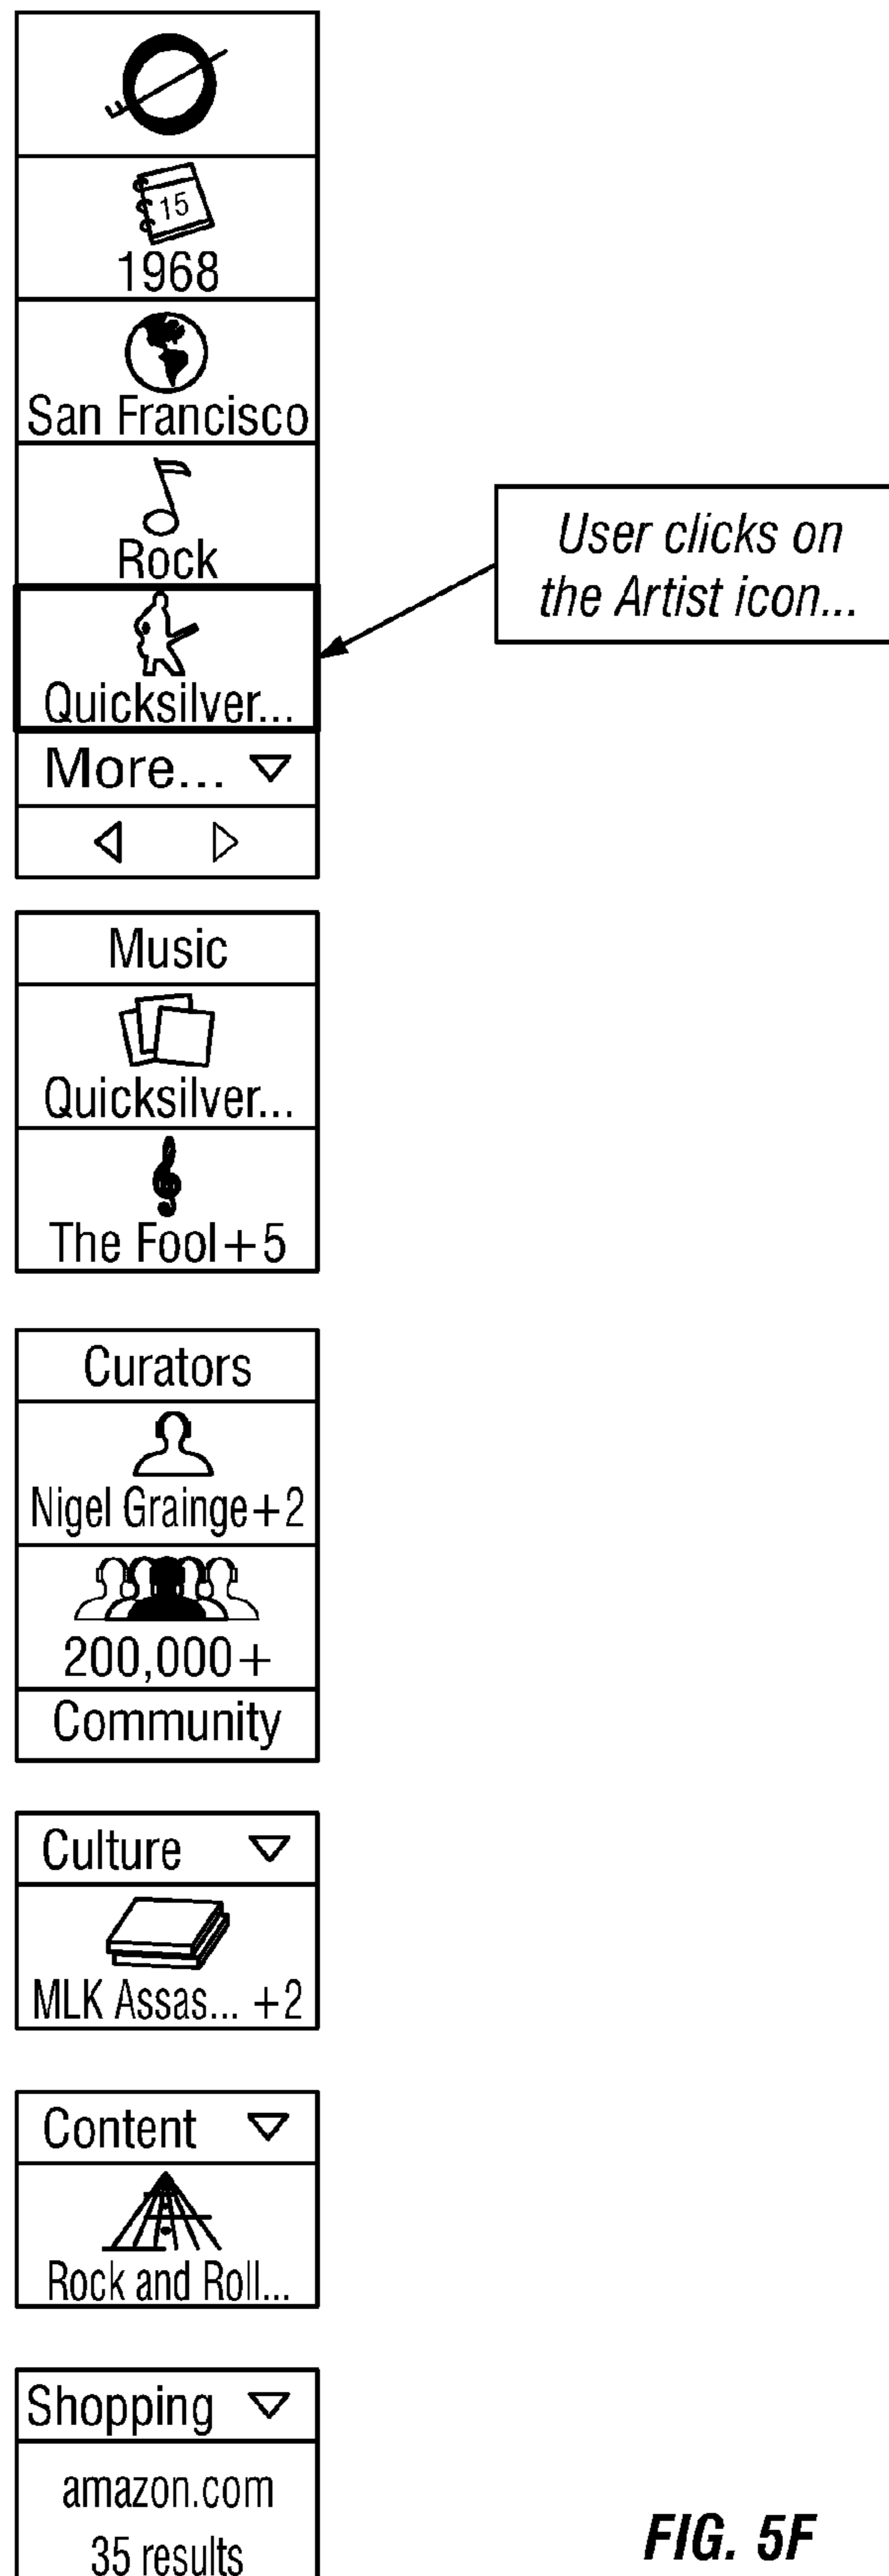 15
1968
San Francisco
Rock
Quicksilver...
User clicks on
the Artist icon...
More...
Music
Quicksilver...
The Fool+5
Curators
Nigel Grainge+2
200,000+
Community
Culture
MLK Assas... +2
Content
Rock and Roll...
Shopping
amazon.com
35 results
FIG. 5F